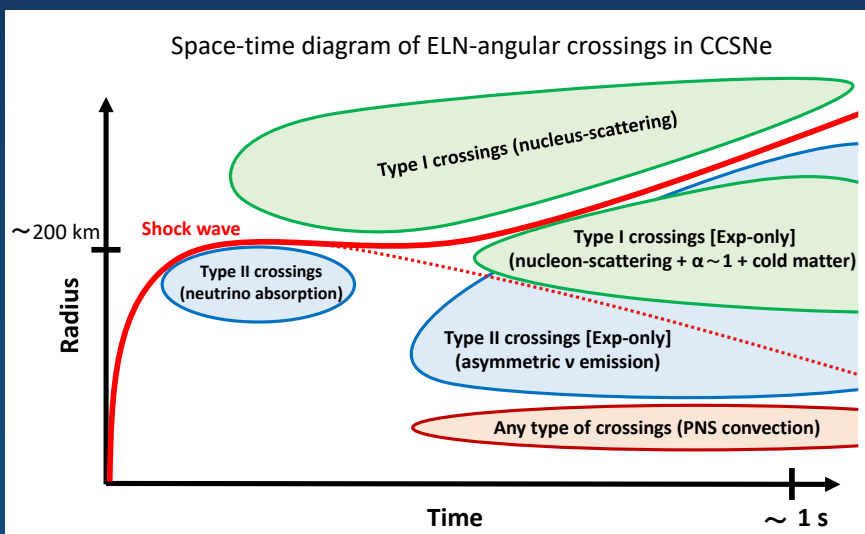 Space-time diagram of ELN-angular crossings in CCSNe
Type I crossings (nucleus-scattering)
~200 km
Shock wave
Type II crossings
(neutrino absorption)
Type I crossings [Exp-only]
(nucleon-scattering + α~1 + cold matter)
Radius
Type II crossings [Exp-only]
(asymmetric ν emission)
Any type of crossings (PNS convection)
Time
~ 1 s